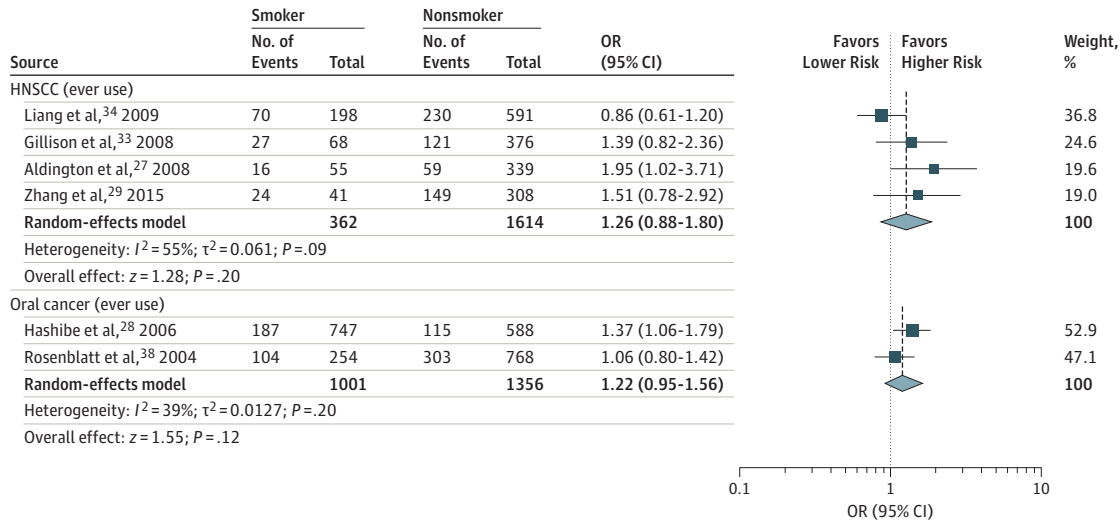 Smoker Nonsmoker
Source No. of Events Total No. of Events Total OR (95% CI) Favors Lower Risk Favors Higher Risk Weight, %
HNSCC (ever use)
Liang et al,34 2009 70 198 230 591 0.86 (0.61-1.20) 36.8
Gillison et al,33 2008 27 68 121 376 1.39 (0.82-2.36) 24.6
Aldington et al,27 2008 16 55 59 339 1.95 (1.02-3.71) 19.6
Zhang et al,29 2015 24 41 149 308 1.51 (0.78-2.92) 19.0
Random-effects model 362 1614 1.26 (0.88-1.80) 100
Heterogeneity: I2 = 55%; τ2 = 0.061; P = .09
Overall effect: z = 1.28; P = .20
Oral cancer (ever use)
Hashibe et al,28 2006 187 747 115 588 1.37 (1.06-1.79) 52.9
Rosenblatt et al,38 2004 104 254 303 768 1.06 (0.80-1.42) 47.1
Random-effects model 1001 1356 1.22 (0.95-1.56) 100
Heterogeneity: I2 = 39%; τ2 = 0.0127; P = .20
Overall effect: z = 1.55; P = .12
0.1 1 10
OR (95% CI)